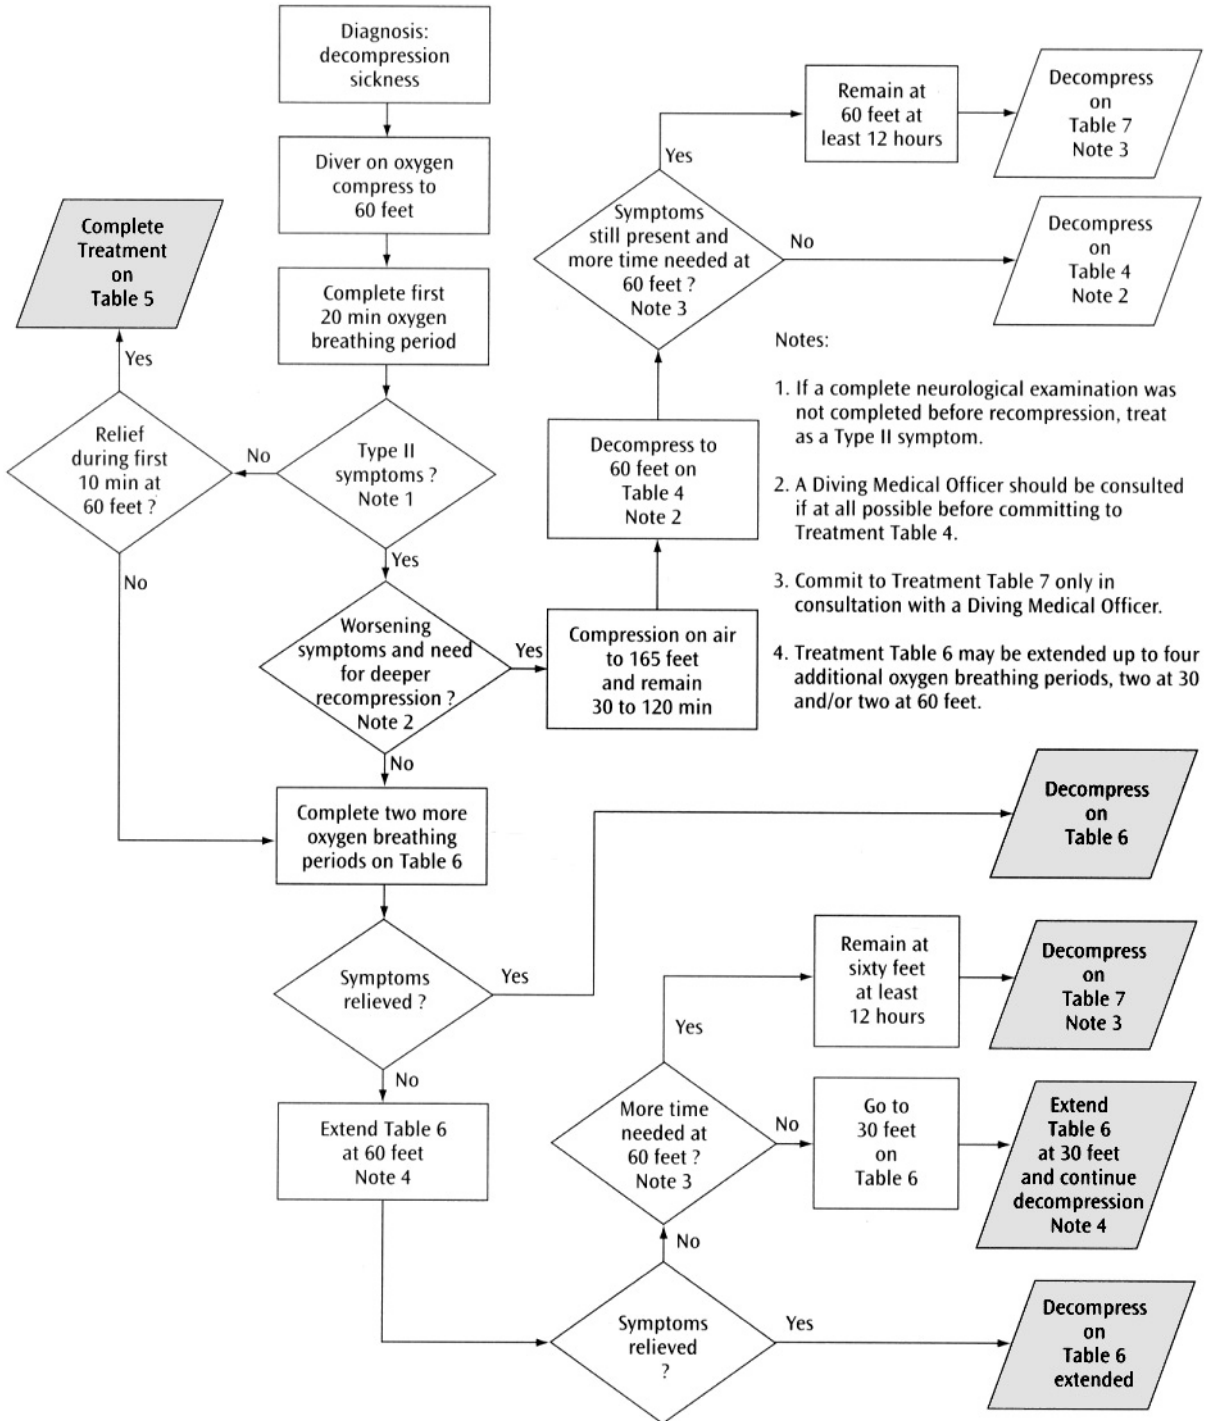 Diagnosis:
decompression
sickness
Diver on oxygen
compress to
60 feet
Complete first
20 min oxygen
breathing period
Type II
symptoms ?
Note 1
No
Relief
during first
10 min at
60 feet ?
Yes
Complete
Treatment
on
Table 5
No
Yes
Worsening
symptoms and need
for deeper
recompression ?
Note 2
Yes
Compression on air
to 165 feet
and remain
30 to 120 min
Decompress to
60 feet on
Table 4
Note 2
Symptoms
still present and
more time needed at
60 feet ?
Note 3
Yes
Remain at
60 feet at
least 12 hours
Decompress
on
Table 7
Note 3
No
Decompress
on
Table 4
Note 2
Notes:
1. If a complete neurological examination was
not completed before recompression, treat
as a Type II symptom.
2. A Diving Medical Officer should be consulted
if at all possible before committing to
Treatment Table 4.
3. Commit to Treatment Table 7 only in
consultation with a Diving Medical Officer.
4. Treatment Table 6 may be extended up to four
additional oxygen breathing periods, two at 30
and/or two at 60 feet.
No
Complete two more
oxygen breathing
periods on Table 6
Symptoms
relieved ?
Yes
Decompress
on
Table 6
No
Extend Table 6
at 60 feet
Note 4
Symptoms
relieved
?
Yes
Decompress
on
Table 6
extended
No
More time
needed at
60 feet ?
Note 3
Yes
Remain at
sixty feet
at least
12 hours
Decompress
on
Table 7
Note 3
No
Go to
30 feet
on
Table 6
Extend
Table 6
at 30 feet
and continue
decompression
Note 4